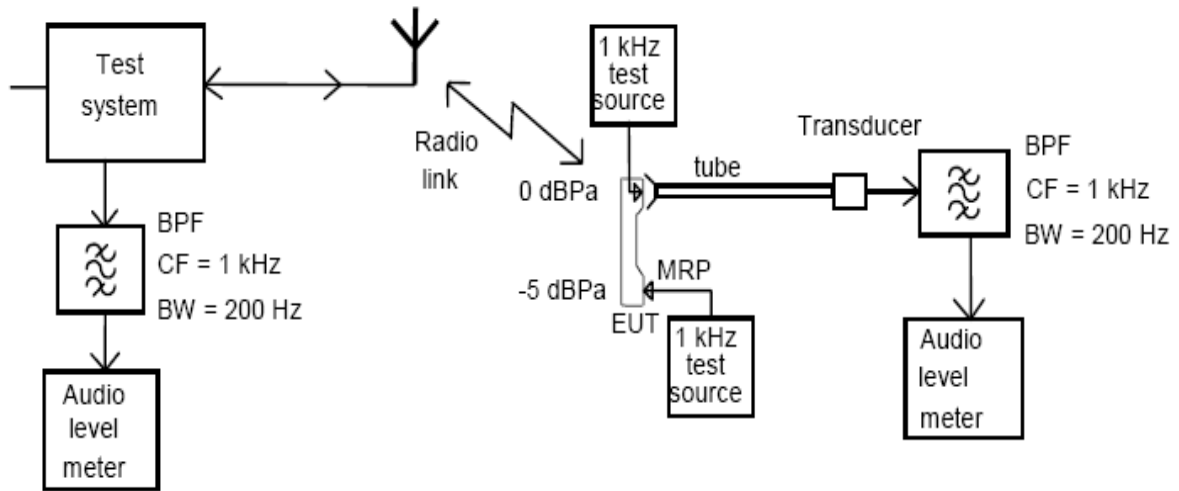 Test
system
BPF
CF = 1 kHz
BW = 200 Hz
Audio
level
meter
Radio
link
1 kHz
test
source
0 dBPa
tube
Transducer
BPF
CF = 1 kHz
BW = 200 Hz
MRP
-5 dBPa
EUT
1 kHz
test
source
Audio
level
meter